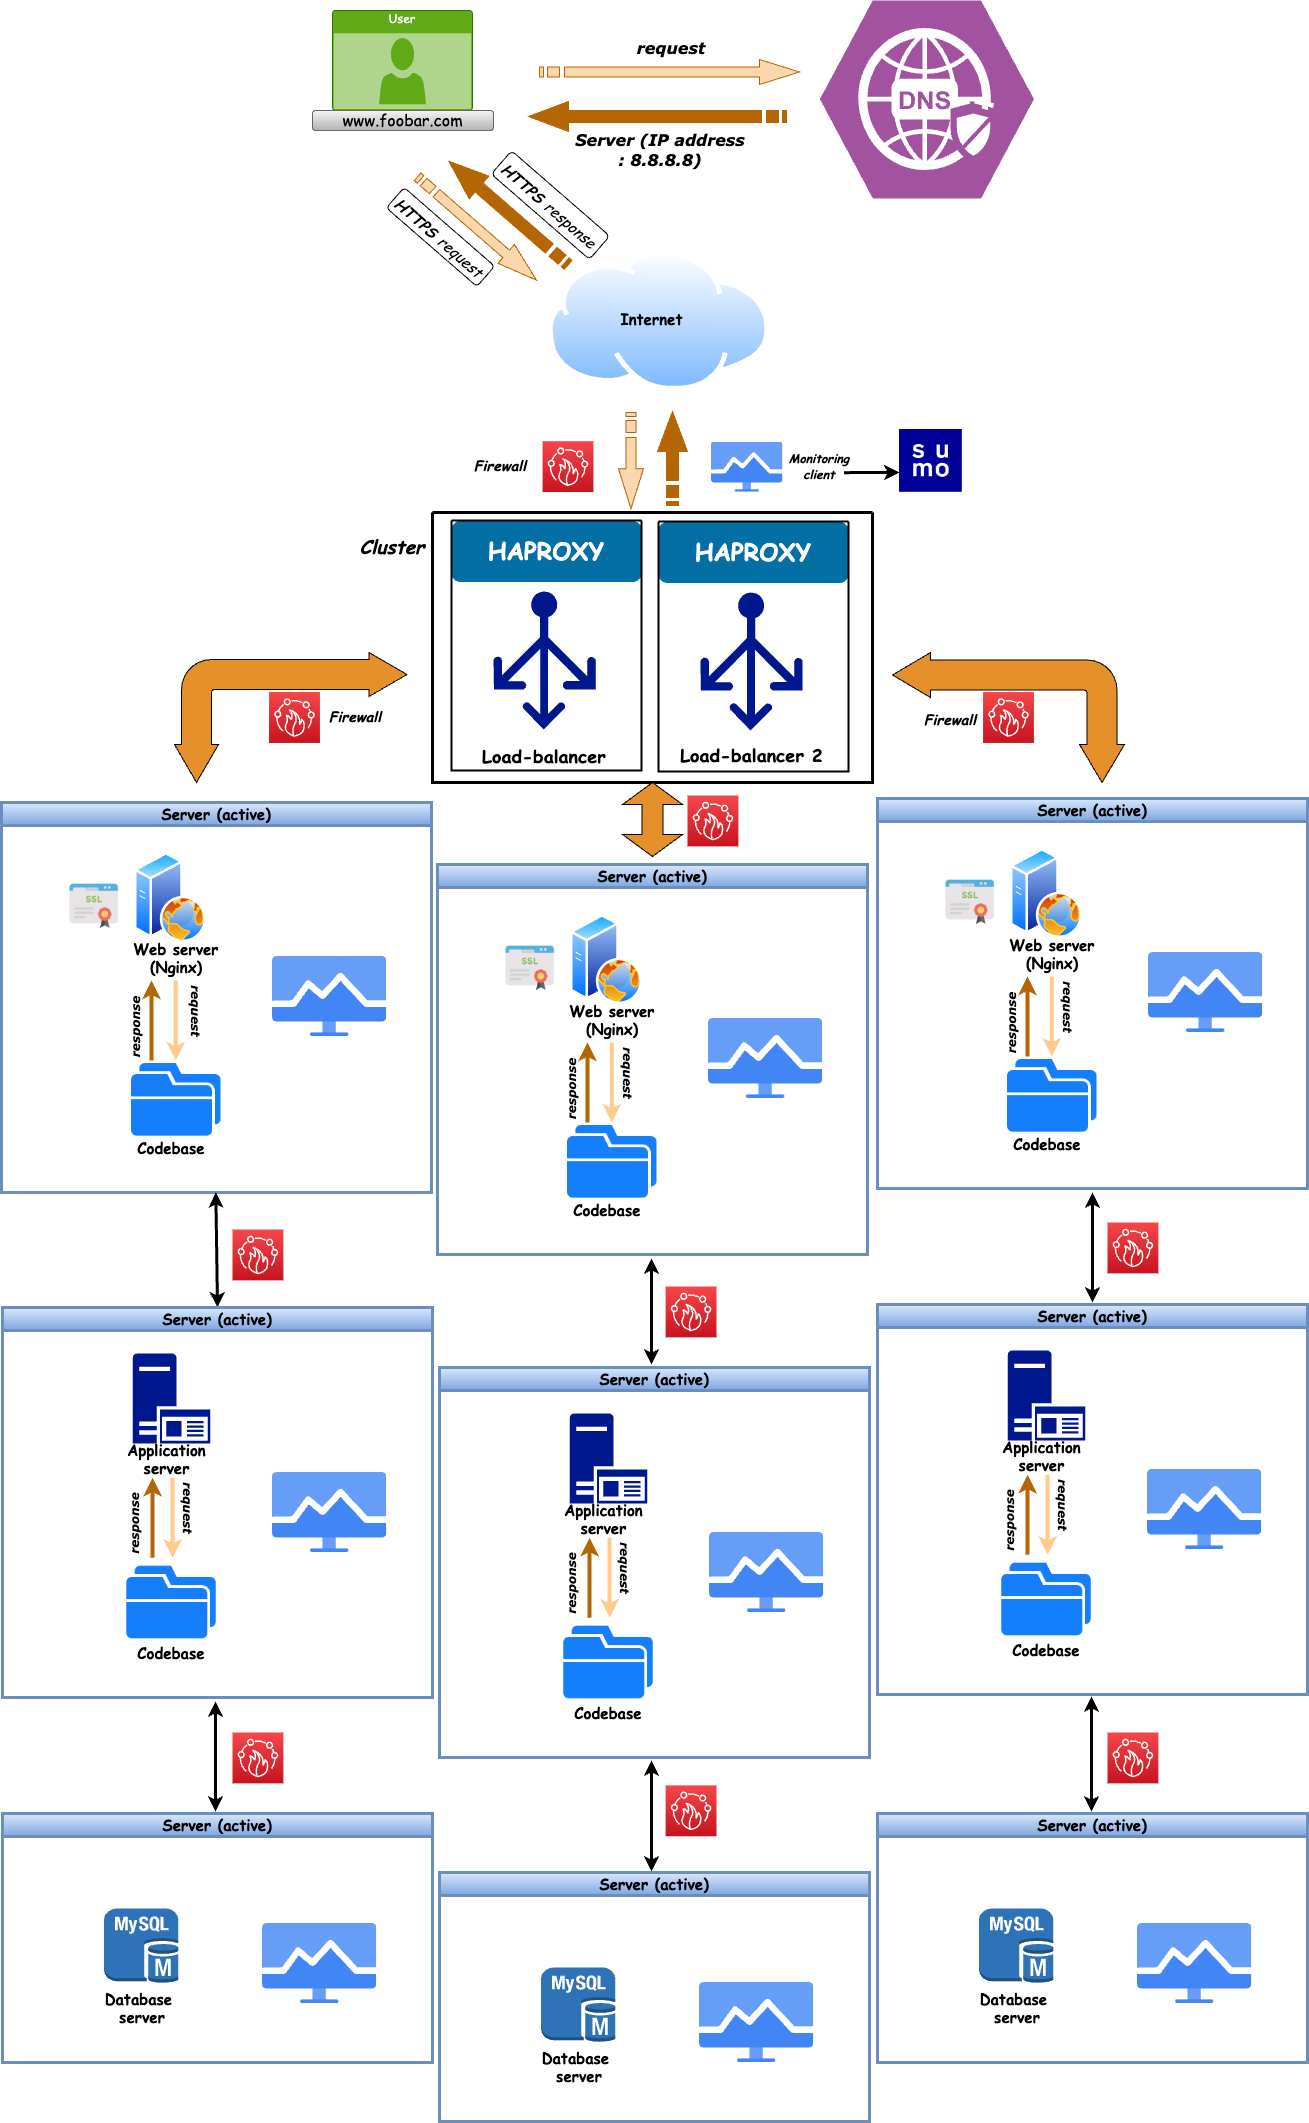 User
www.foobar.com
request
DNS
Server (IP address
: 8.8.8.8)
HTTPS response
HTTPS request
Internet
Firewall
Monitoring
client
su
mo
Cluster
HAPROXY
HAPROXY
Load-balancer
Load-balancer 2
Firewall
Firewall
Server (active)
SSL
Web server
(Nginx)
response
request
Codebase
Server (active)
SSL
Web server
(Nginx)
response
request
Codebase
Server (active)
SSL
Web server
(Nginx)
response
request
Codebase
Server (active)
Application
server
response
request
Codebase
Server (active)
Application
server
response
request
Codebase
Server (active)
Application
server
response
request
Codebase
Server (active)
MySQL
M
Database
server
Server (active)
MySQL
M
Database
server
Server (active)
MySQL
M
Database
server